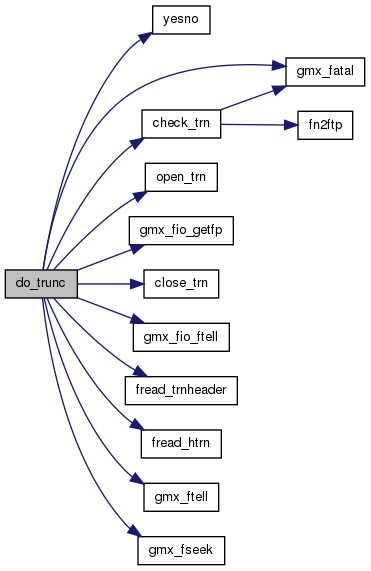 yesno
gmx_fatal
check_trn
fn2ftp
open_trn
gmx_fio_getfp
do_trunc
close_trn
gmx_fio_ftell
fread_trnheader
fread_htrn
gmx_ftell
gmx_fseek